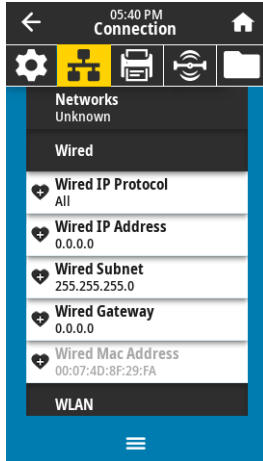 05:40 PM
Connection
Networks
Unknown
Wired
Wired IP Protocol
All
Wired IP Address
0.0.0.0
Wired Subnet
255.255.255.0
Wired Gateway
0.0.0.0
Wired Mac Address
00:07:4D:8F:29:FA
WLAN